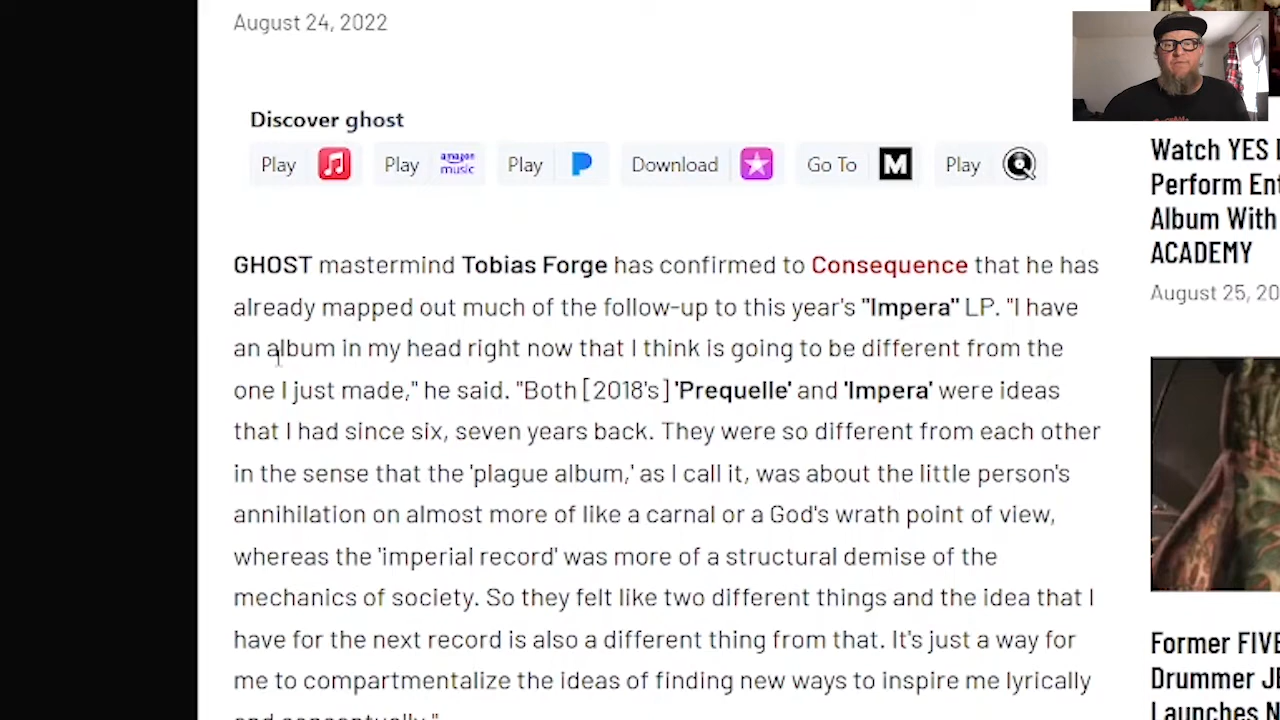 August 24, 2022
Discover ghost
Play
Play amazon music
Play
Download
Go To
Play
GHOST mastermind Tobias Forge has confirmed to Consequence that he has
already mapped out much of the follow-up to this year's "Impera" LP. "I have
an album in my head right now that I think is going to be different from the
one I just made," he said. "Both [2018's] 'Prequelle' and 'Impera' were ideas
that I had since six, seven years back. They were so different from each other
in the sense that the 'plague album,' as I call it, was about the little person's
annihilation on almost more of like a carnal or a God's wrath point of view,
whereas the 'imperial record' was more of a structural demise of the
mechanics of society. So they felt like two different things and the idea that I
have for the next record is also a different thing from that. It's just a way for
me to compartmentalize the ideas of finding new ways to inspire me lyrically
and conceptually."
Watch YES
Perform Ent
Album With
ACADEMY
August 25, 20
Former FIVE
Drummer JE
Launches N